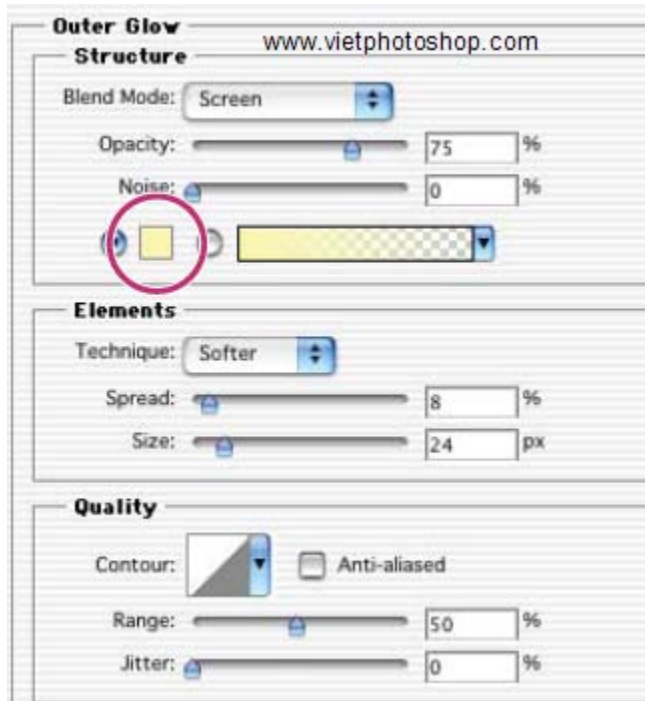 Outer Glow
www.vietphotoshop.com
Structure
Blend Mode: Screen
Opacity: 75 %
Noise: 0 %
Elements
Technique: Softer
Spread: 8 %
Size: 24 px
Quality
Contour: Anti-aliased
Range: 50 %
Jitter: 0 %